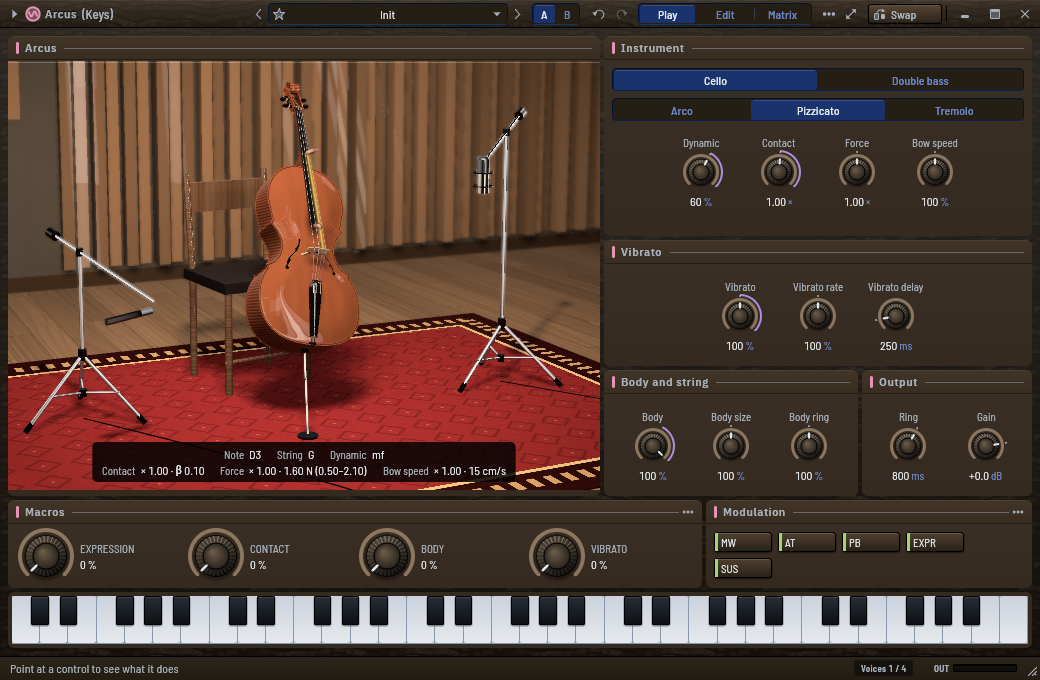 Arcus (Keys)
Init
A B
Play Edit Matrix
Swap
Arcus
Instrument
Cello Double bass
Arco Pizzicato Tremolo
Dynamic Contact Force Bow speed
60 % 1.00 × 1.00 × 100 %
Vibrato
Vibrato Vibrato rate Vibrato delay
100 % 100 % 250 ms
Body and string
Body Body size Body ring
100 % 100 % 100 %
Output
Ring Gain
800 ms +0.0 dB
Note D3 String G Dynamic mf
Contact × 1.00 · β 0.10 Force × 1.00 · 1.60 N (0.50–2.10) Bow speed × 1.00 · 15 cm/s
Macros
EXPRESSION
0 %
CONTACT
0 %
BODY
0 %
VIBRATO
0 %
Modulation
MW AT PB EXPR
SUS
Point at a control to see what it does
Voices 1 / 4
OUT